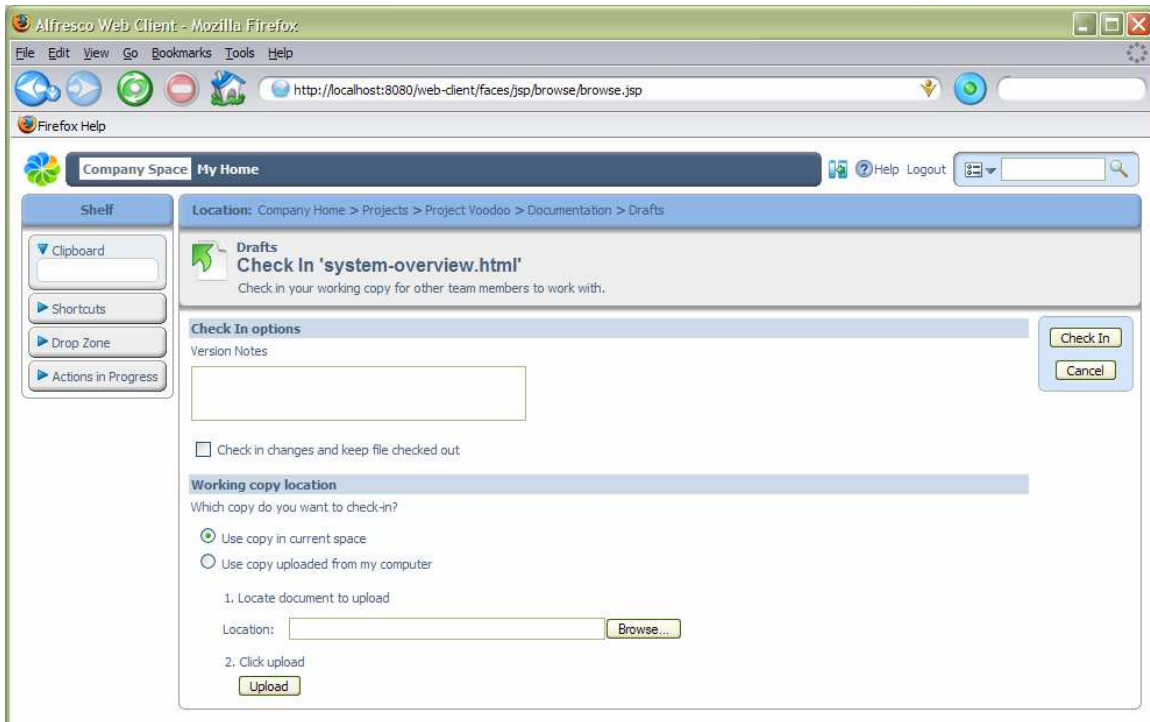 Alfresco Web Client - Mozilla Firefox
File Edit View Go Bookmarks Tools Help
http://localhost:8080/web-client/faces/jsp/browse/browse.jsp
Firefox Help
Company Space My Home
Help Logout
Shelf
Location: Company Home > Projects > Project Voodoo > Documentation > Drafts
Clipboard
Shortcuts
Drop Zone
Actions in Progress
Drafts
Check In 'system-overview.html'
Check in your working copy for other team members to work with.
Check In options
Version Notes
Check in changes and keep file checked out
Working copy location
Which copy do you want to check-in?
Use copy in current space
Use copy uploaded from my computer
1. Locate document to upload
Location: Browse...
2. Click upload
Upload
Check In
Cancel